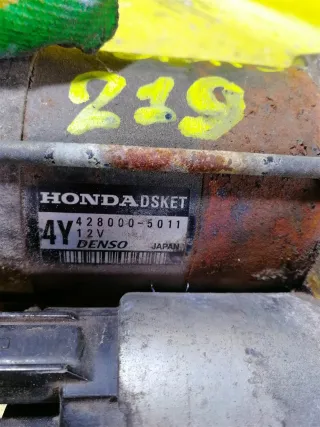 219
HONDA DSKET
4Y 428000-5011
12V
DENSO JAPAN